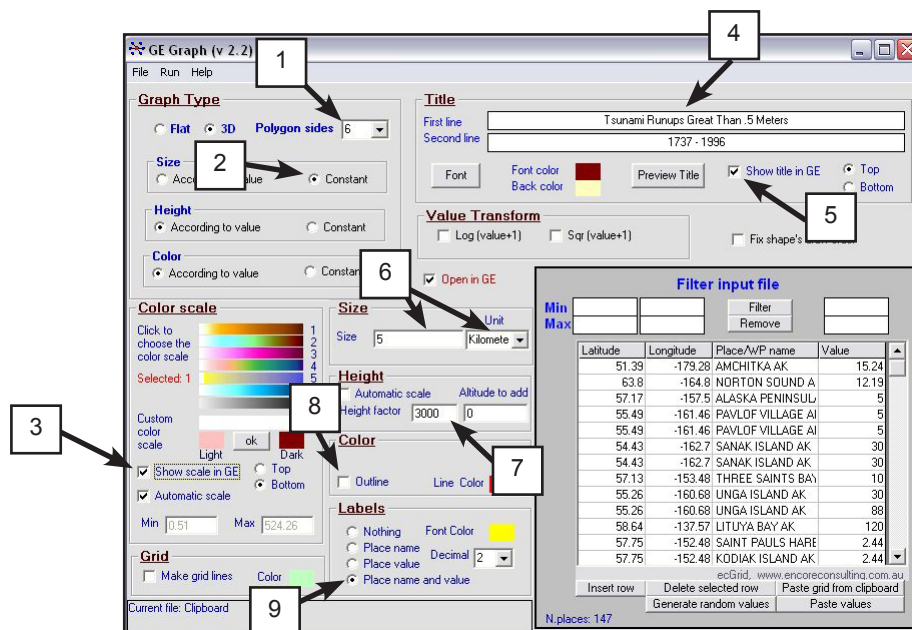 GE Graph (v 2.2)
File Run Help
1
2
3
4
5
6
7
8
9
Graph Type
Flat 3D Polygon sides 6
Size
Constant
Height
According to value Constant
Color
According to value Constant
Title
First line Tsunami Runups Great Than .5 Meters
Second line 1737 - 1996
Font Font color Preview Title Show title in GE Top
Back color Bottom
Value Transform
Log (value+1) Sqr (value+1)
Fix shape's
Open in GE
Color scale
Click to choose the color scale
1
2
3
4
5
Selected: 1
Custom color scale
Light ok Dark
Show scale in GE Top
Bottom
Automatic scale
Min 0.51 Max 524.26
Grid
Make grid lines Color
Size
Unit
Size 5 Kilomete
Height
Automatic scale Altitude to add
Height factor 3000 0
Color
Outline Line Color
Labels
Nothing Font Color
Place name Decimal 2
Place value
Place name and value
Filter input file
Min Filter
Max Remove
Latitude Longitude Place/WP name Value
51.39 -179.28 AMCHITKA AK 15.24
63.8 -164.8 NORTON SOUND A 12.19
57.17 -157.5 ALASKA PENINSUL 5
55.49 -161.46 PAVLOF VILLAGE AI 5
55.49 -161.46 PAVLOF VILLAGE AI 5
54.43 -162.7 SANAK ISLAND AK 30
54.43 -162.7 SANAK ISLAND AK 30
57.13 -153.48 THREE SAINTS BAY 10
55.26 -160.68 UNGA ISLAND AK 30
55.26 -160.68 UNGA ISLAND AK 88
58.64 -137.57 LITUYA BAY AK 120
57.75 -152.48 SAINT PAULS HARE 2.44
57.75 -152.48 KODIAK ISLAND AK 2.44
ecGrid, www.encoreconsulting.com.au
Insert row Delete selected row Paste grid from clipboard
Generate random values Paste values
N.places: 147
Current file: Clipboard